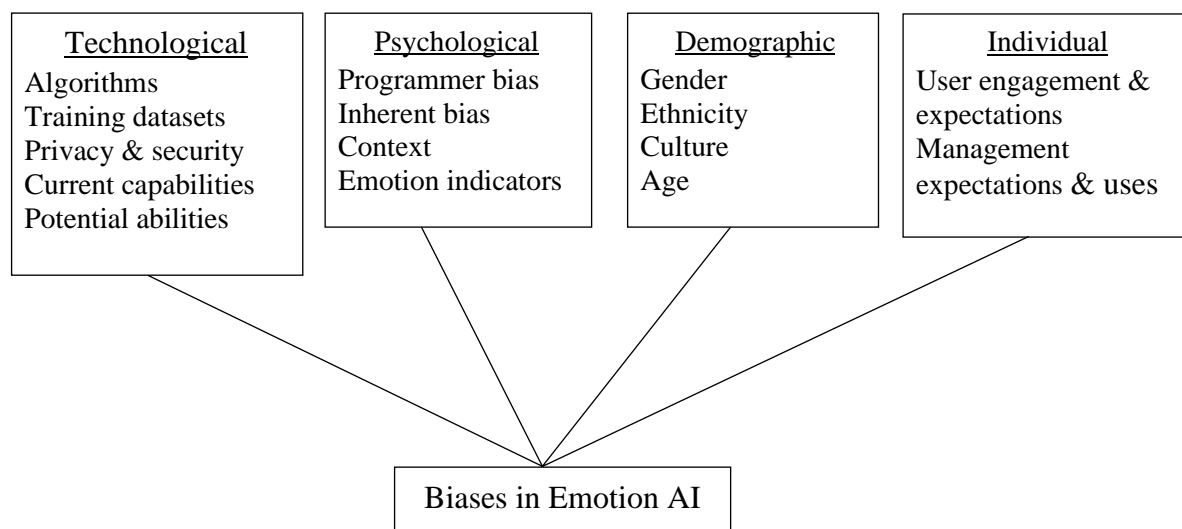 Technological
Algorithms
Training datasets
Privacy & security
Current capabilities
Potential abilities
Psychological
Programmer bias
Inherent bias
Context
Emotion indicators
Demographic
Gender
Ethnicity
Culture
Age
Individual
User engagement &
expectations
Management
expectations & uses
Biases in Emotion AI